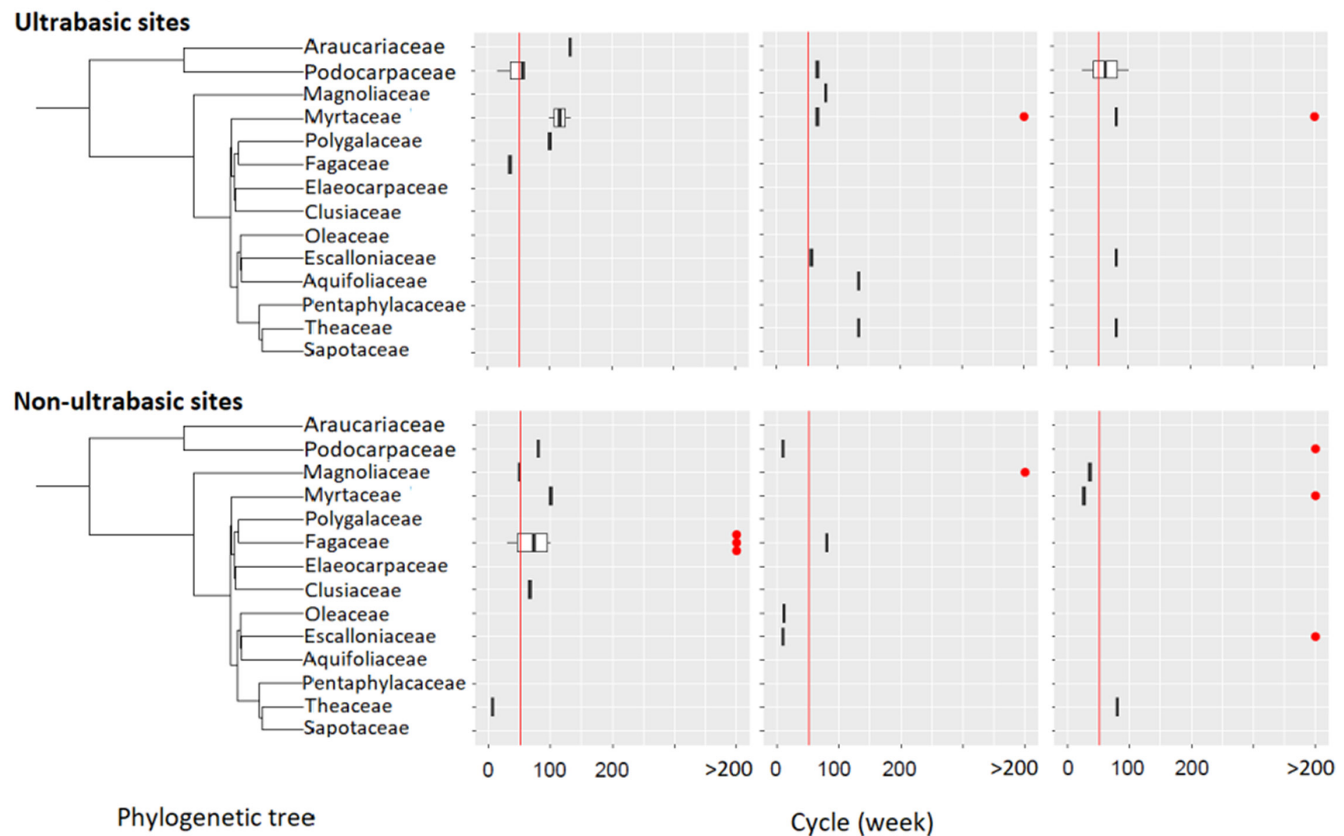 Ultrabasic sites
Araucariaceae
Podocarpaceae
Magnoliaceae
Myrtaceae
Polygalaceae
Fagaceae
Elaeocarpaceae
Clusiaceae
Oleaceae
Escalloniaceae
Aquifoliaceae
Pentaphylacaceae
Theaceae
Sapotaceae
Non-ultrabasic sites
Araucariaceae
Podocarpaceae
Magnoliaceae
Myrtaceae
Polygalaceae
Fagaceae
Elaeocarpaceae
Clusiaceae
Oleaceae
Escalloniaceae
Aquifoliaceae
Pentaphylacaceae
Theaceae
Sapotaceae
0 100 200 >200 0 100 200 >200 0 100 200 >200
Phylogenetic tree Cycle (week)